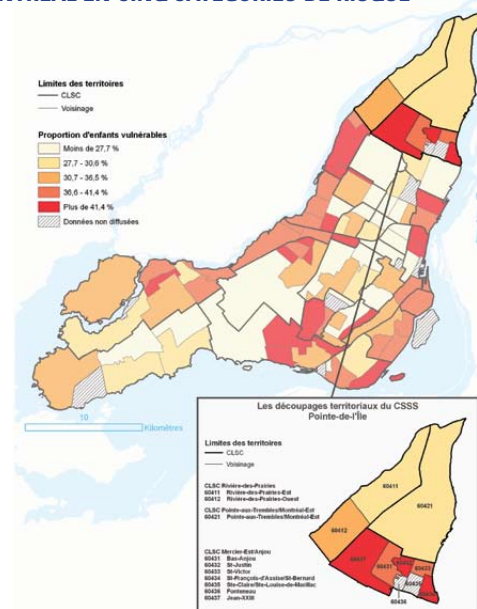 Limites des territoires
CLSC
Voisinage
Proportion d'enfants vulnérables
Moins de 27,7 %
27,7 - 30,6 %
30,7 - 36,5 %
36,6 - 41,4 %
Plus de 41,4 %
Données non diffusées
10
Kilomètres
Les découpages territoriaux du CSSS
Pointe-de-l'Île
Limites des territoires
CLSC
Voisinage
CLSC Rivière-des-Prairies
60411 Rivière-des-Prairies-Est
60412 Rivière-des-Prairies-Ouest
CLSC Pointe-aux-Trembles/Montréal-Est
60421 Pointe-aux-Trembles/Montréal-Est
CLSC Mercier-Est/Anjou
60431 Bas-Anjou
60432 St-Justin
60433 St-Victor
60434 St-François-d'Assise/St-Bernard
60435 Ste-Claire/Ste-Louise-de-Marillac
60436 Fonteneau
60437 Jean-XXIII
60411
60421
60412
60437
60431
60432
60433
60435
60436